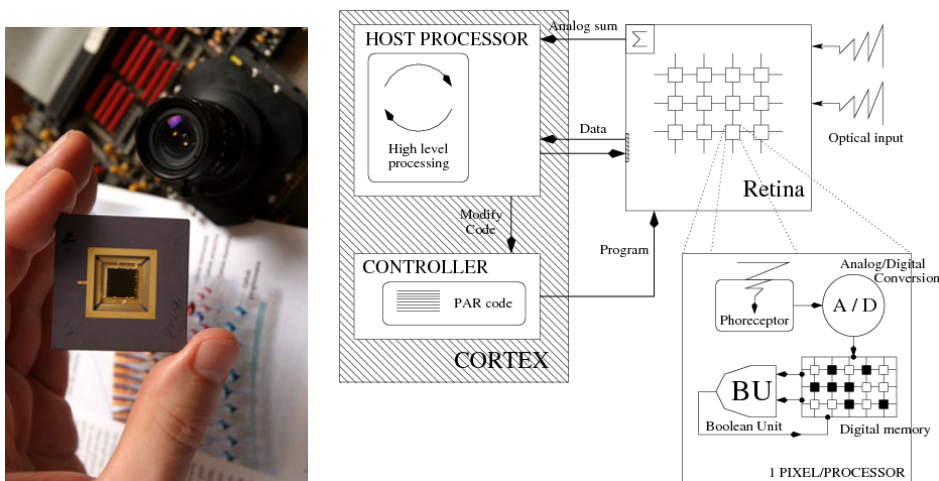 HOST PROCESSOR
High level
processing
Analog sum
Σ
Data
Modify
Code
Program
CONTROLLER
PAR code
CORTEX
Retina
Optical input
Analog/Digital
Conversion
Phoreceptor
A / D
BU
Boolean Unit
Digital memory
1 PIXEL/PROCESSOR